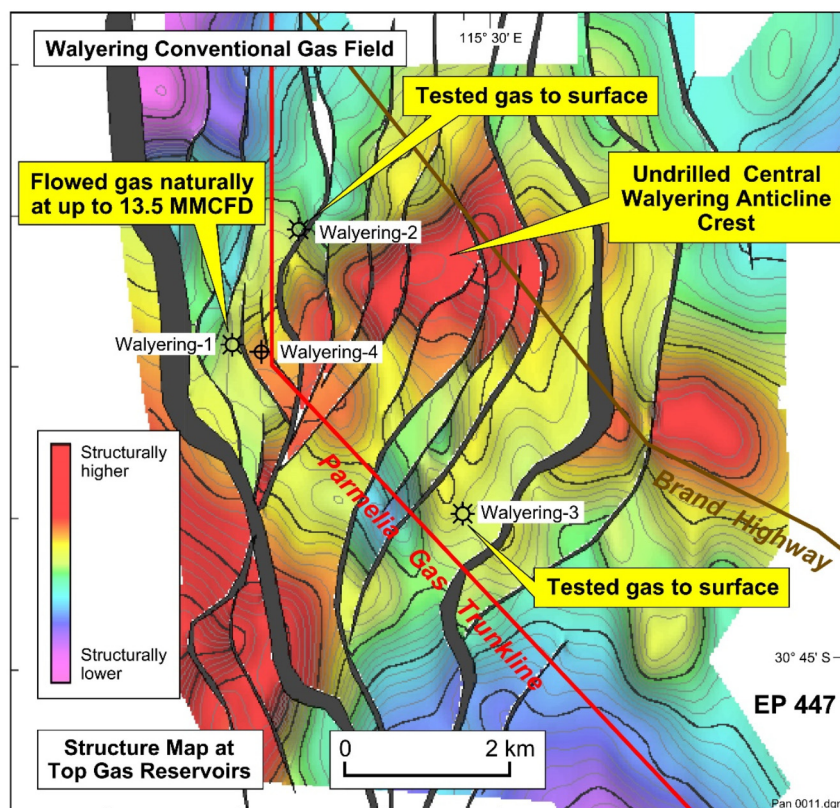 Walyering Conventional Gas Field
115° 30' E
Tested gas to surface
Flowed gas naturally
at up to 13.5 MMCFD
Undrilled Central
Walyering Anticline
Crest
Walyering-2
Walyering-1
Walyering-4
Structurally
higher
Structurally
lower
Parmelia Gas Trunkline
Walyering-3
Brand Highway
Tested gas to surface
30° 45' S
EP 447
Structure Map at
Top Gas Reservoirs
0
2 km
Pan 0011.dgn